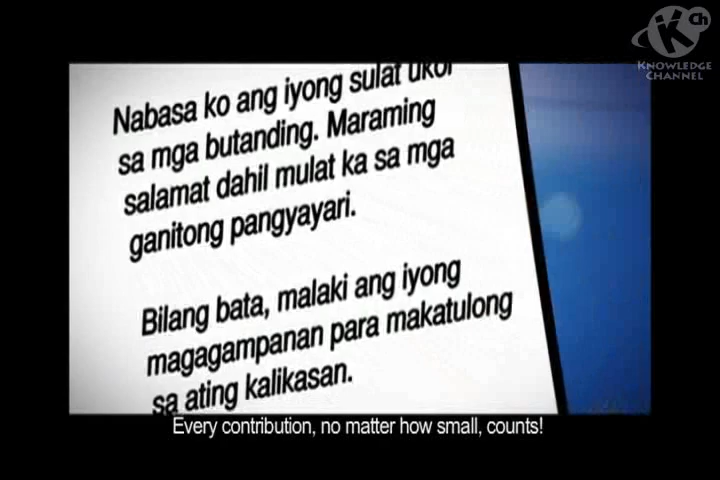 Ch
K
KNOWLEDGE
CHANNEL
Nabasa ko ang iyong sulat ukol
sa mga butanding. Maraming
salamat dahil mulat ka sa mga
ganitong pangyayari.
Bilang bata, malaki ang iyong
magagampanan para makatulong
sa ating kalikasan.
Every contribution, no matter how small, counts!